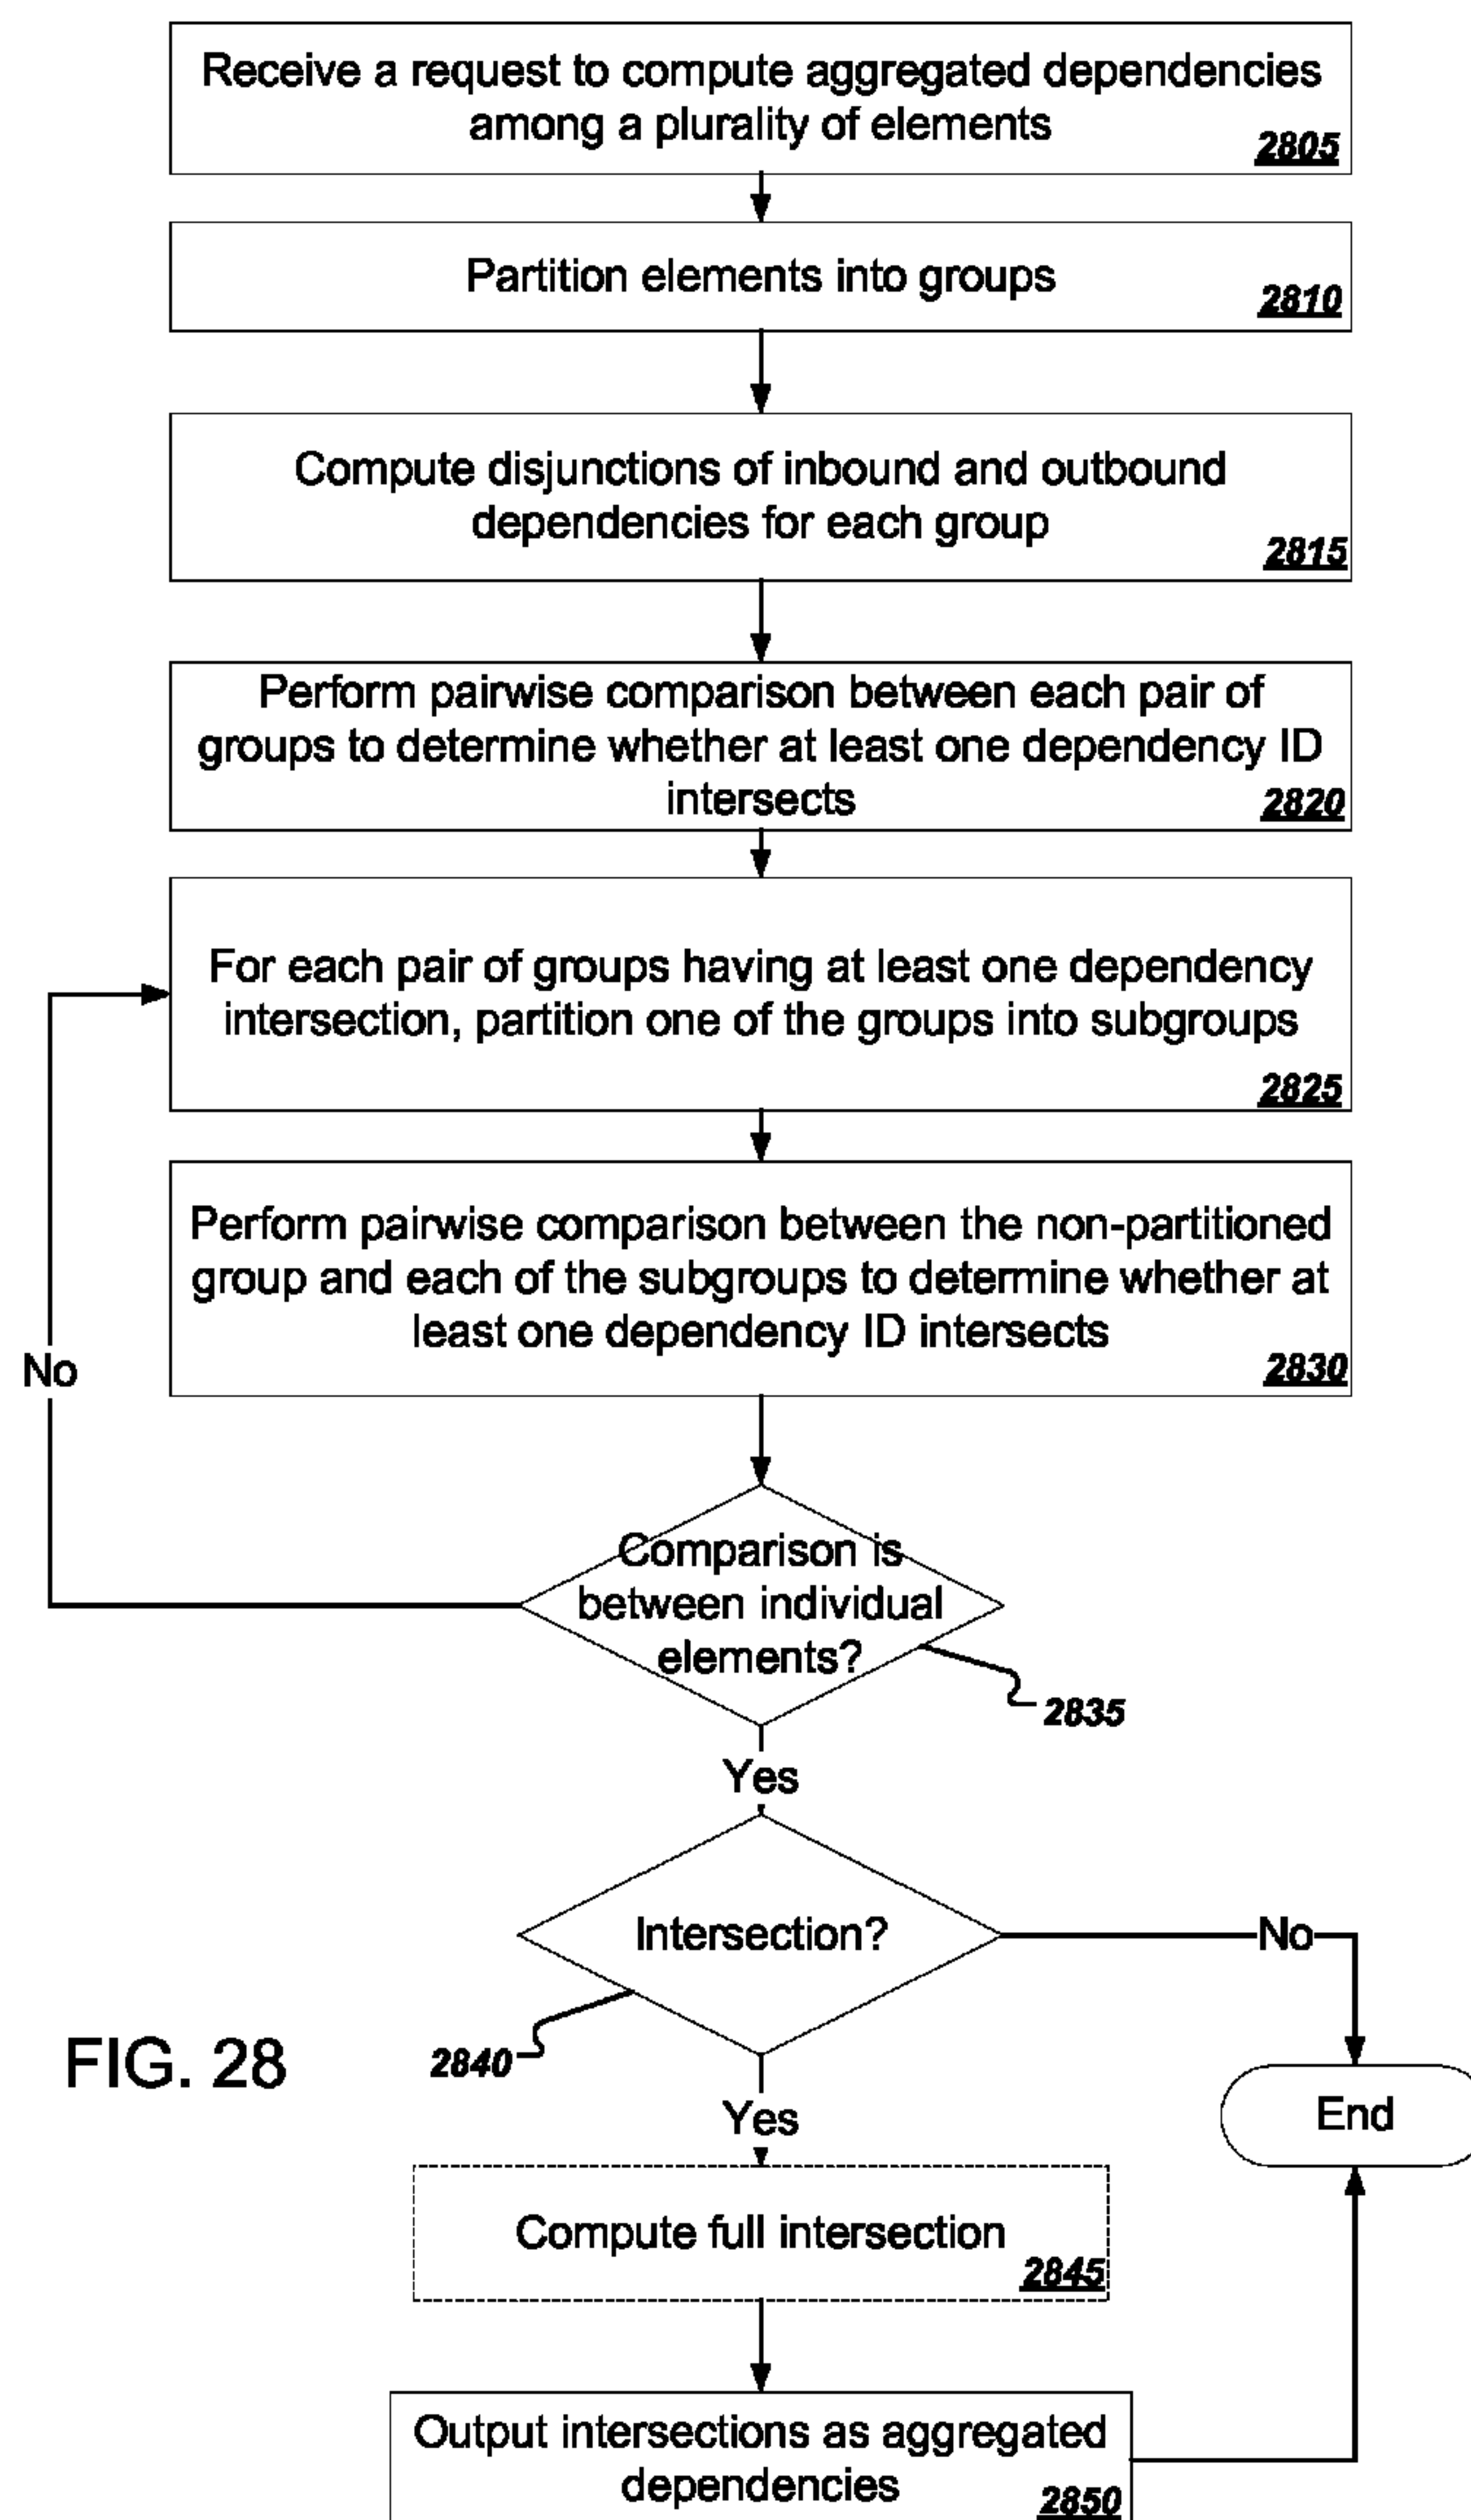 Receive a request to compute aggregated dependencies
among a plurality of elements
2805
Partition elements into groups
2810
Compute disjunctions of inbound and outbound
dependencies for each group
2815
Perform pairwise comparison between each pair of
groups to determine whether at least one dependency ID
intersects
2820
For each pair of groups having at least one dependency
intersection, partition one of the groups into subgroups
2825
Perform pairwise comparison between the non-partitioned
group and each of the subgroups to determine whether at
least one dependency ID intersects
2830
No
Comparison is
between individual
elements?
2835
Yes
Intersection?
No
2840
FIG. 28
Yes
End
Compute full intersection
2845
Output intersections as aggregated
dependencies
2850